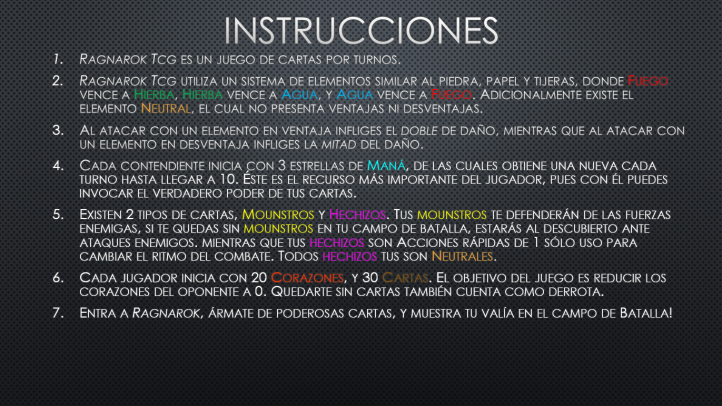 INSTRUCCIONES
1. RAGNAROK TCG ES UN JUEGO DE CARTAS POR TURNOS.
2. RAGNAROK TCG UTILIZA UN SISTEMA DE ELEMENTOS SIMILAR AL PIEDRA, PAPEL Y TIJERAS, DONDE FUEGO
VENCE A HIERBA, HIERBA VENCE A AGUA, Y AGUA VENCE A FUEGO. ADICIONALMENTE EXISTE EL
ELEMENTO NEUTRAL, EL CUAL NO PRESENTA VENTAJAS NI DESVENTAJAS.
3. AL ATACAR CON UN ELEMENTO EN VENTAJA INFLIGES EL DOBLE DE DAÑO, MIENTRAS QUE AL ATACAR CON
UN ELEMENTO EN DESVENTAJA INFLIGES LA MITAD DEL DAÑO.
4. CADA CONTENDIENTE INICIA CON 3 ESTRELLAS DE MANÁ, DE LAS CUALES OBTIENE UNA NUEVA CADA
TURNO HASTA LLEGAR A 10. ÉSTE ES EL RECURSO MÁS IMPORTANTE DEL JUGADOR, PUES CON ÉL PUEDES
INVOCAR EL VERDADERO PODER DE TUS CARTAS.
5. EXISTEN 2 TIPOS DE CARTAS, MOUNSTROS Y HECHIZOS. TUS MOUNSTROS TE DEFENDERÁN DE LAS FUERZAS
ENEMIGAS, SI TE QUEDAS SIN MOUNSTROS EN TU CAMPO DE BATALLA, ESTARÁS AL DESCUBIERTO ANTE
ATAQUES ENEMIGOS. MIENTRAS QUE TUS HECHIZOS SON ACCIONES RÁPIDAS DE 1 SÓLO USO PARA
CAMBIAR EL RITMO DEL COMBATE. TODOS HECHIZOS TUS SON NEUTRALES.
6. CADA JUGADOR INICIA CON 20 CORAZONES, Y 30 CARTAS. EL OBJETIVO DEL JUEGO ES REDUCIR LOS
CORAZONES DEL OPONENTE A 0. QUEDARTE SIN CARTAS TAMBIÉN CUENTA COMO DERROTA.
7. ENTRA A RAGNAROK, ÁRMATE DE PODEROSAS CARTAS, Y MUESTRA TU VALÍA EN EL CAMPO DE BATALLA!